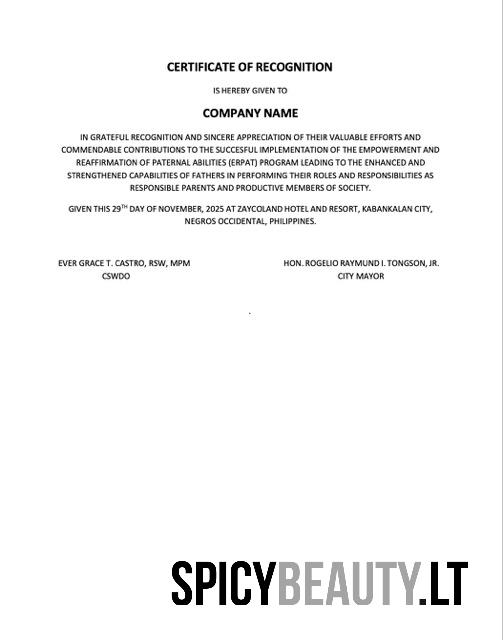 CERTIFICATE OF RECOGNITION
IS HEREBY GIVEN TO
COMPANY NAME
IN GRATEFUL RECOGNITION AND SINCERE APPRECIATION OF THEIR VALUABLE EFFORTS AND
COMMENDABLE CONTRIBUTIONS TO THE SUCCESFUL IMPLEMENTATION OF THE EMPOWERMENT AND
REAFFIRMATION OF PATERNAL ABILITIES (ERPAT) PROGRAM LEADING TO THE ENHANCED AND
STRENGTHENED CAPABILITIES OF FATHERS IN PERFORMING THEIR ROLES AND RESPONSIBILITIES AS
RESPONSIBLE PARENTS AND PRODUCTIVE MEMBERS OF SOCIETY.
GIVEN THIS 29TH DAY OF NOVEMBER, 2025 AT ZAYCOLAND HOTEL AND RESORT, KABANKALAN CITY,
NEGROS OCCIDENTAL, PHILIPPINES.
EVER GRACE T. CASTRO, RSW, MPM
CSWDO
HON. ROGELIO RAYMUND I. TONGSON, JR.
CITY MAYOR
.
SPICYBEAUTY.LT